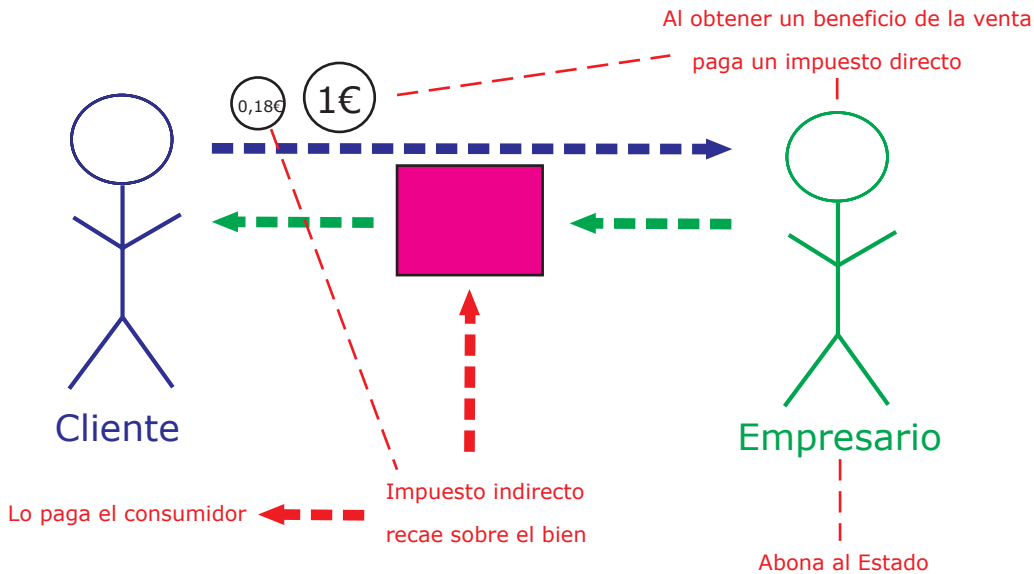 Al obtener un beneficio de la venta
paga un impuesto directo
0,18€
1€
Cliente
Empresario
Impuesto indirecto
recae sobre el bien
Lo paga el consumidor
Abona al Estado